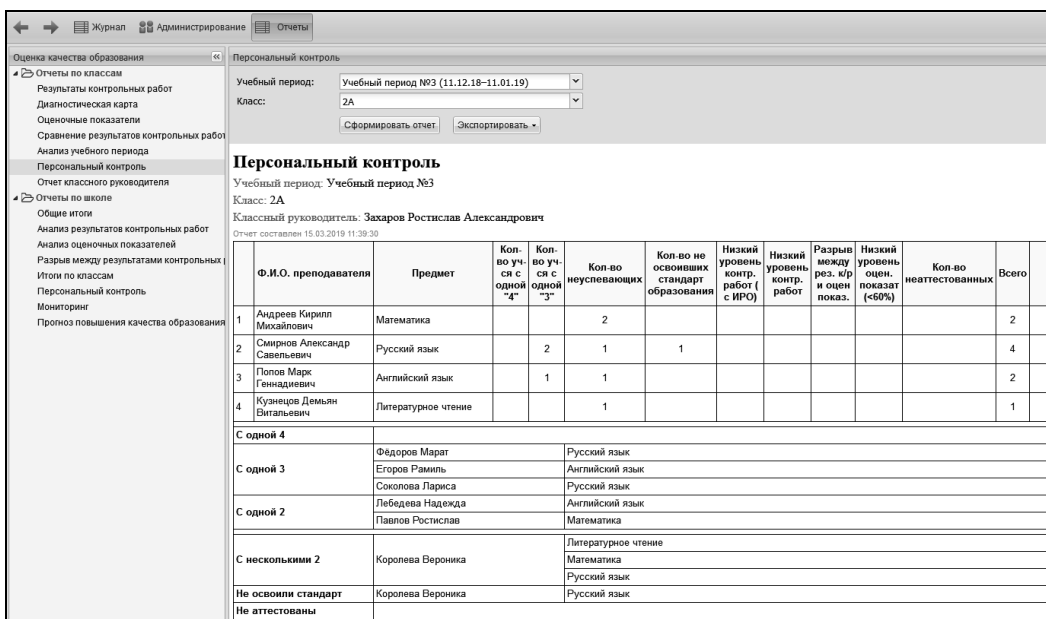 Журнал Администрирование Отчеты
Оценка качества образования
Отчеты по классам
Результаты контрольных работ
Диагностическая карта
Оценочные показатели
Сравнение результатов контрольных работ
Анализ учебного периода
Персональный контроль
Отчет классного руководителя
Отчеты по школе
Общие итоги
Анализ результатов контрольных работ
Анализ оценочных показателей
Разрыв между результатами контрольных
Итоги по классам
Персональный контроль
Мониторинг
Прогноз повышения качества образования
Персональный контроль
Учебный период: Учебный период №3 (11.12.18–11.01.19)
Класс: 2А
Сформировать отчет Экспортировать
Персональный контроль
Учебный период: Учебный период №3
Класс: 2А
Классный руководитель: Захаров Ростислав Александрович
Отчет составлен 15.03.2019 11:39:30
Ф.И.О. преподавателя
Предмет
Кол-
во уч-
ся с
одной
"4"
Кол-
во уч-
ся с
одной
"3"
Кол-во
неуспевающих
Кол-во не
освоивших
стандарт
образования
Низкий
уровень
контр.
работ (
с ИРО)
Низкий
уровень
контр.
работ
Разрыв
между
рез. к/р
и оцен
показ.
Низкий
уровень
оцен.
показат
(<60%)
Кол-во
неаттестованных
Всего
1 Андреев Кирилл
Михайлович
Математика 2 2
2 Смирнов Александр
Савельевич
Русский язык 2 1 1 4
3 Попов Марк
Геннадиевич
Английский язык 1 1 2
4 Кузнецов Демьян
Витальевич
Литературное чтение 1 1
С одной 4
С одной 3
Фёдоров Марат Русский язык
Егоров Рамиль Английский язык
Соколова Лариса Русский язык
С одной 2
Лебедева Надежда Английский язык
Павлов Ростислав Математика
С несколькими 2
Королева Вероника
Литературное чтение
Математика
Русский язык
Не освоили стандарт Королева Вероника Русский язык
Не аттестованы